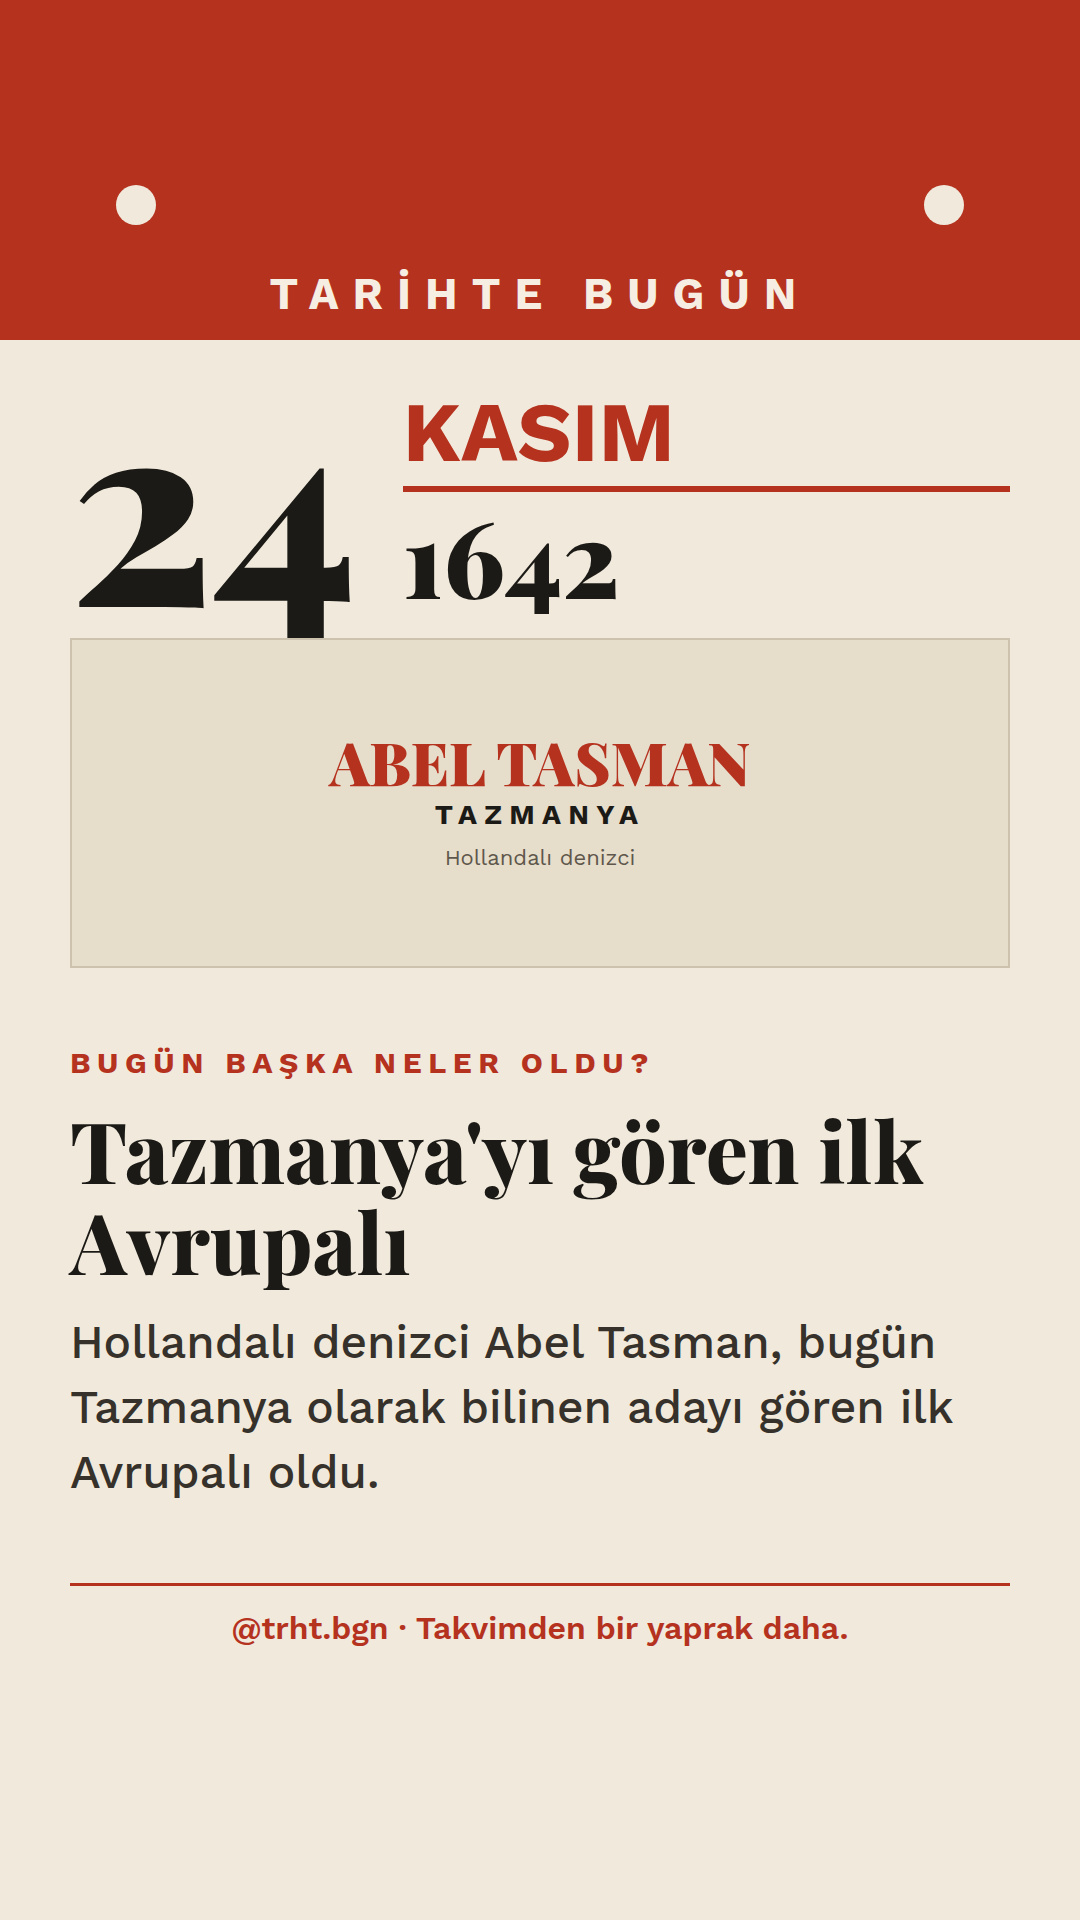 TARİHTE BUGÜN
24
KASIM
1642
ABEL TASMAN
TAZMANYA
Hollandalı denizci
BUGÜN BAŞKA NELER OLDU?
Tazmanya'yı gören ilk
Avrupalı
Hollandalı denizci Abel Tasman, bugün
Tazmanya olarak bilinen adayı gören ilk
Avrupalı oldu.
@trht.bgn · Takvimden bir yaprak daha.